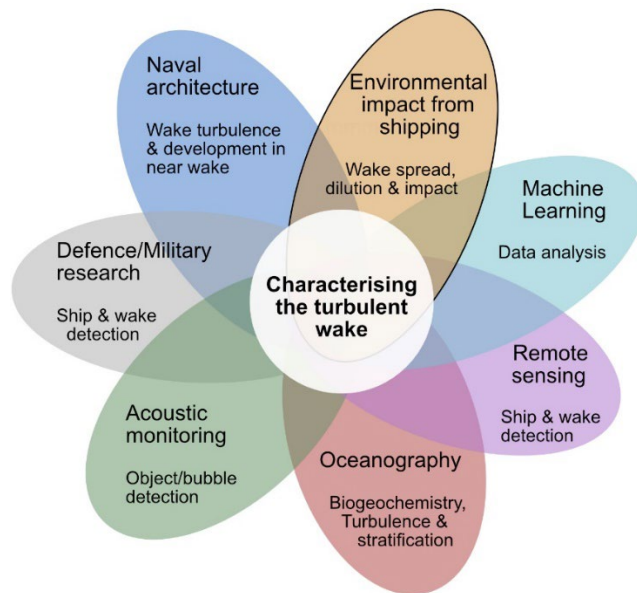 Naval
architecture
Wake turbulence
& development in
near wake
Environmental
impact from
shipping
Wake spread,
dilution & impact
Machine
Learning
Data analysis
Defence/Military
research
Ship & wake
detection
Characterising
the turbulent
wake
Remote
sensing
Ship & wake
detection
Acoustic
monitoring
Object/bubble
detection
Oceanography
Biogeochemistry,
Turbulence &
stratification